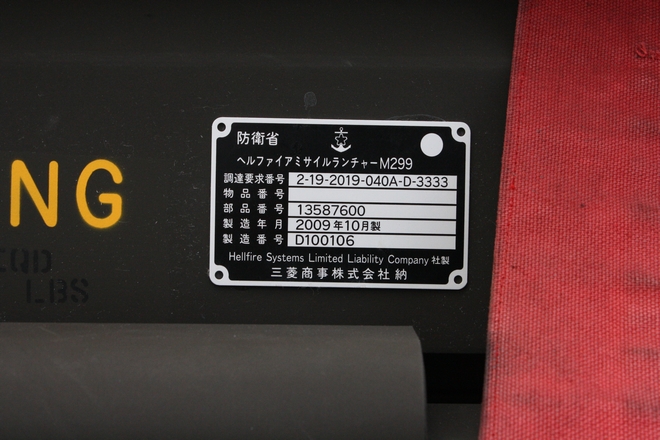 防衛省
ヘルファイアミサイルランチャーM299
調達要求番号 2-19-2019-040A-D-3333
物品番号
部品番号 13587600
製造年月 2009年10月製
製造番号 D100106
Hellfire Systems Limited Liability Company 社製
三菱商事株式会社 納
NG
LBS